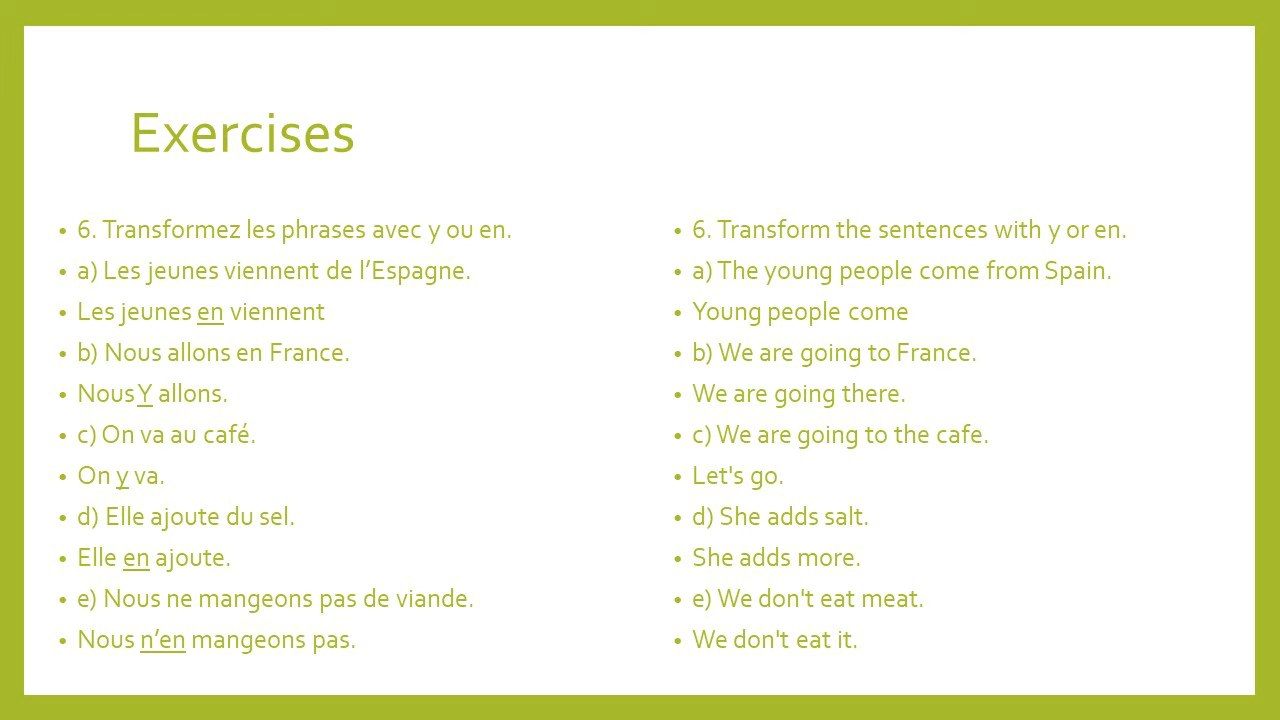 Exercises
• 6. Transformez les phrases avec y ou en.
• a) Les jeunes viennent de l’Espagne.
• Les jeunes en viennent
• b) Nous allons en France.
• Nous Y allons.
• c) On va au café.
• On y va.
• d) Elle ajoute du sel.
• Elle en ajoute.
• e) Nous ne mangeons pas de viande.
• Nous n’en mangeons pas.
• 6. Transform the sentences with y or en.
• a) The young people come from Spain.
• Young people come
• b) We are going to France.
• We are going there.
• c) We are going to the cafe.
• Let's go.
• d) She adds salt.
• She adds more.
• e) We don't eat meat.
• We don't eat it.